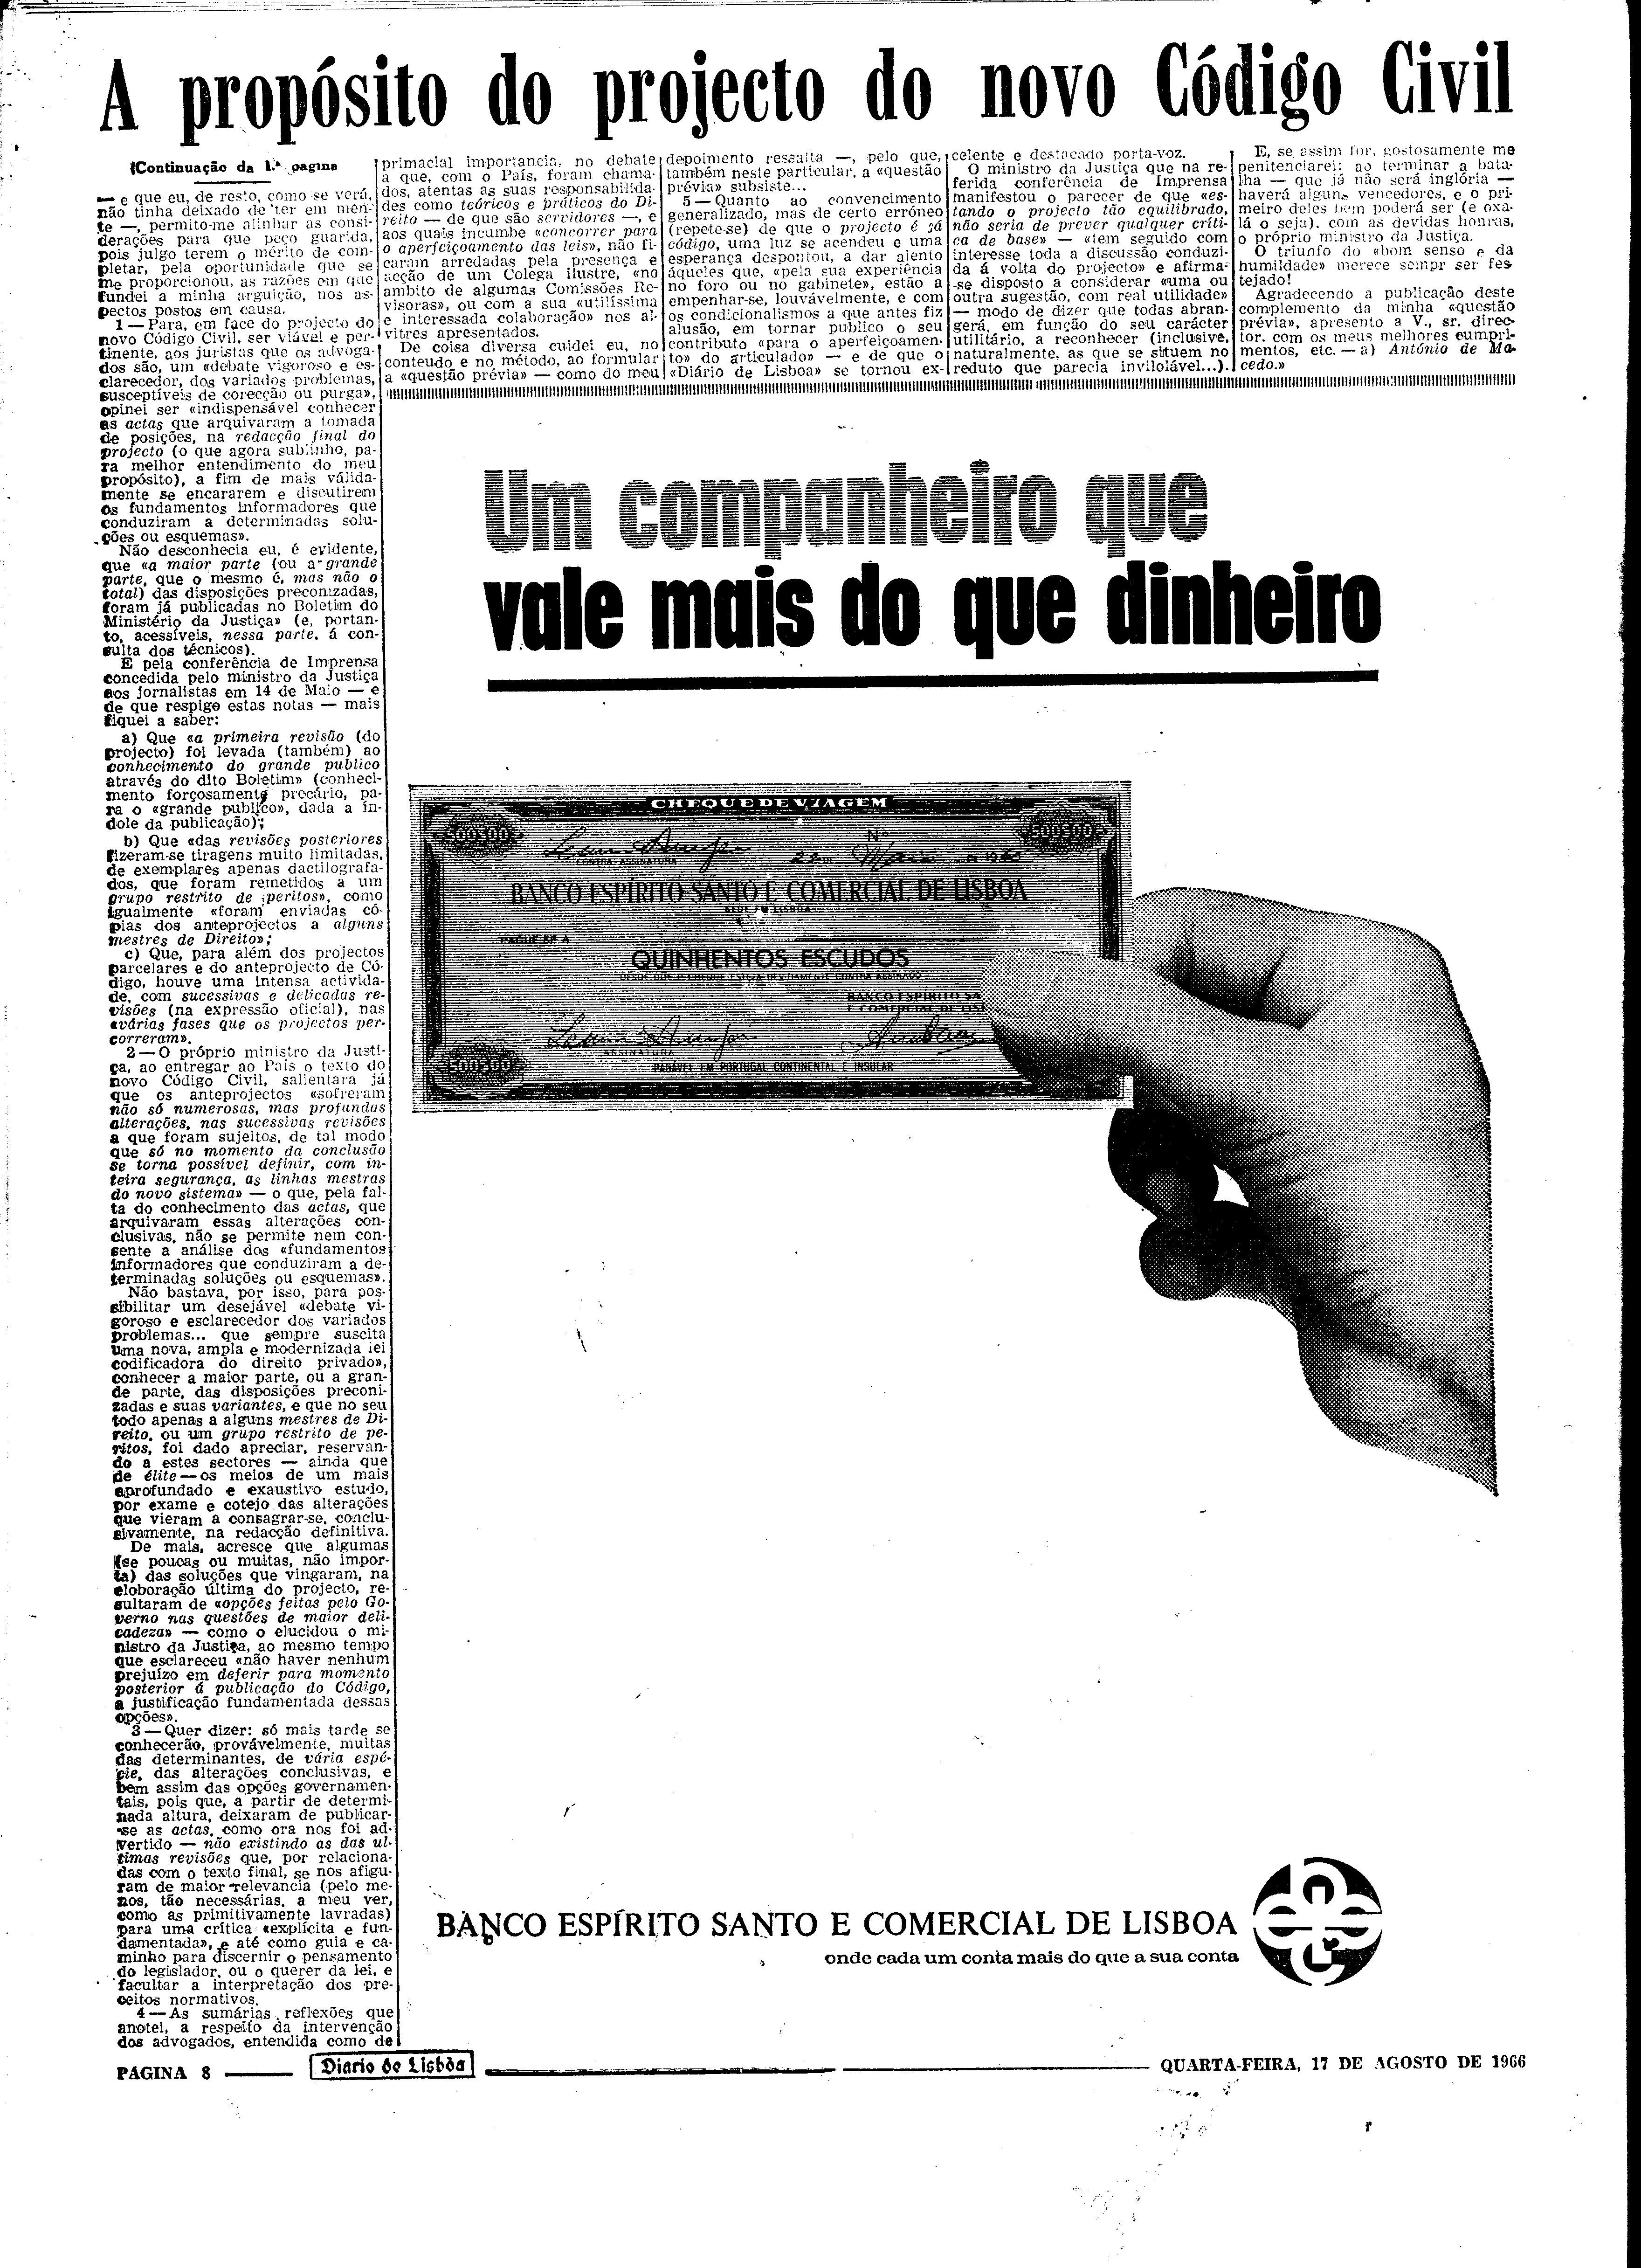 A propósito do projecto do novo Código Civil
(Continuação da 1.ª pagina
— e que eu, de resto, como se verá,
não tinha deixado de ter em men-
te —, permito-me alinhar as consi-
derações para que peço guarida,
pois julgo terem o mérito de com-
pletar, pela oportunidade que se
me proporcionou, as razões em que
fundei a minha arguição, nos as-
pectos postos em causa.
1 — Para, em face do projecto do
novo Código Civil, ser viável e per-
tinente, aos juristas que os advoga-
dos são, um «debate vigoroso e es-
clarecedor, dos variados problemas,
susceptíveis de corecção ou purga»,
opinei ser «indispensável conhecer
as actas que arquivaram a tomada
de posições, na redacção final do
projecto (o que agora sublinho, pa-
ra melhor entendimento do meu
propósito), a fim de mais válida-
mente se encararem e discutirem
os fundamentos informadores que
conduziram a determinadas solu-
ções ou esquemas».
Não desconhecia eu, é evidente,
que «a maior parte (ou a grande
parte, que o mesmo é, mas não o
total) das disposições preconizadas,
foram já publicadas no Boletim do
Ministério da Justiça» (e, portan-
to, acessíveis, nessa parte, á con-
sulta dos técnicos).
E pela conferência de Imprensa
concedida pelo ministro da Justiça
aos jornalistas em 14 de Maio — e
de que respigo estas notas — mais
fiquei a saber:
a) Que «a primeira revisão (do
projecto) foi levada (também) ao
conhecimento do grande publico
através do dito Boletim» (conheci-
mento forçosamente precário, pa-
ra o «grande publico», dada a ín-
dole da publicação);
b) Que «das revisões posteriores
fizeram-se tiragens muito limitadas,
de exemplares apenas dactilografa-
dos, que foram remetidos a um
grupo restrito de peritos», como
igualmente «foram enviadas có-
pias dos anteprojectos a alguns
mestres de Direito»;
c) Que, para além dos projectos
parcelares e do anteprojecto de Có-
digo, houve uma intensa activida-
de, com sucessivas e delicadas re-
visões (na expressão oficial), nas
«várias fases que os projectos per-
correram».
2 — O próprio ministro da Justi-
ça, ao entregar ao País o texto do
novo Código Civil, salientara já
que os anteprojectos «sofreram
não só numerosas, mas profundas
alterações, nas sucessivas revisões
a que foram sujeitos, de tal modo
que só no momento da conclusão
se torna possível definir, com in-
teira segurança, as linhas mestras
do novo sistema» — o que, pela fal-
ta do conhecimento das actas, que
arquivaram essas alterações con-
clusivas, não se permite nem con-
sente a análise dos «fundamentos
informadores que conduziram a de-
terminadas soluções ou esquemas».
Não bastava, por isso, para pos-
sibilitar um desejável «debate vi-
goroso e esclarecedor dos variados
problemas... que sempre suscita
uma nova, ampla e modernizada lei
codificadora do direito privado»,
conhecer a maior parte, ou a gran-
de parte, das disposições preconi-
zadas e suas variantes, e que no seu
todo apenas a alguns mestres de Di-
reito, ou um grupo restrito de pe-
ritos, foi dado apreciar, reservan-
do a estes sectores — ainda que
de élite — os meios de um mais
aprofundado e exaustivo estudo,
por exame e cotejo das alterações
que vieram a consagrar-se, conclu-
sivamente, na redacção definitiva.
De mais, acresce que algumas
(se poucas ou muitas, não impor-
ta) das soluções que vingaram, na
eloboração última do projecto, re-
sultaram de «opções feitas pelo Go-
verno nas questões de maior deli-
cadeza» — como o elucidou o mi-
nistro da Justiça, ao mesmo tempo
que esclareceu «não haver nenhum
prejuízo em deferir para momento
posterior á publicação do Código,
a justificação fundamentada dessas
opções».
3 — Quer dizer: só mais tarde se
conhecerão, provávelmente, muitas
das determinantes, de vária espé-
cie, das alterações conclusivas, e
bem assim das opções governamen-
tais, pois que, a partir de determi-
nada altura, deixaram de publicar-
-se as actas, como ora nos foi ad-
vertido — não existindo as das ul-
timas revisões que, por relaciona-
das com o texto final, se nos afigu-
ram de maior relevancia (pelo me-
nos, tão necessárias, a meu ver,
como as primitivamente lavradas)
para uma crítica «explícita e fun-
damentada», e até como guia e ca-
minho para discernir o pensamento
do legislador, ou o querer da lei, e
facultar a interpretação dos pre-
ceitos normativos.
4 — As sumárias reflexões que
anotei, a respeito da intervenção
dos advogados, entendida como de
primacial importancia, no debate
a que, com o País, foram chama-
dos, atentas as suas responsabilida-
des como teóricos e práticos do Di-
reito — de que são servidores —, e
aos quais incumbe «concorrer para
o aperfeiçoamento das leis», não fi-
caram arredadas pela presença e
acção de um Colega ilustre, «no
ambito de algumas Comissões Re-
visoras», ou com a sua «utilíssima
e interessada colaboração» nos al-
vitres apresentados.
De coisa diversa cuidei eu, no
conteudo e no método, ao formular
a «questão prévia» — como do meu
depoimento ressalta —, pelo que,
também neste particular, a «questão
prévia» subsiste...
5 — Quanto ao convencimento
generalizado, mas de certo erróneo
(repete-se) de que o projecto é já
código, uma luz se acendeu e uma
esperança despontou, a dar alento
áqueles que, «pela sua experiência
no foro ou no gabinete», estão a
empenhar-se, louvávelmente, e com
os condicionalismos a que antes fiz
alusão, em tornar publico o seu
contributo «para o aperfeiçoamen-
to» do articulado» — e de que o
«Diário de Lisboa» se tornou ex-
celente e destacado porta-voz.
O ministro da Justiça que na re-
ferida conferência de Imprensa
manifestou o parecer de que «es-
tando o projecto tão equilibrado,
não seria de prever qualquer críti-
ca de base» — «tem seguido com
interesse toda a discussão conduzi-
da á volta do projecto» e afirma-
-se disposto a considerar «uma ou
outra sugestão, com real utilidade»
— modo de dizer que todas abran-
gerá, em função do seu carácter
utilitário, a reconhecer (inclusive,
naturalmente, as que se situem no
reduto que parecia inviolável...).
E, se assim for, gostosamente me
penitenciarei: ao terminar a bata-
lha — que já não será inglória —
haverá alguns vencedores, e o pri-
meiro deles bem poderá ser (e oxa-
lá o seja), com as devidas honras,
o próprio ministro da Justiça.
O triunfo do «bom senso e da
humildade» merece sempr ser fes
tejado!
Agradecendo a publicação deste
complemento da minha «questão
prévia», apresento a V., sr. direc-
tor, com os meus melhores cumpri-
mentos, etc. — a) António de Ma-
cedo.»
Um companheiro que
vale mais do que dinheiro
CHEQUE DE VIAGEM
500$00
500$00
Nº
CONTRA-ASSINATURA
BANCO ESPÍRITO SANTO E COMERCIAL DE LISBOA
SEDE EM LISBOA
PAGUE-SE A
QUINHENTOS ESCUDOS
DESDE QUE O CHEQUE ESTEJA DEVIDAMENTE CONTRA-ASSINADO
BANCO ESPIRITO SA
E COMERCIAL DE LIS
ASSINATURA
500$00
PAGÁVEL EM PORTUGAL CONTINENTAL E INSULAR
BANCO ESPÍRITO SANTO E COMERCIAL DE LISBOA
onde cada um conta mais do que a sua conta
PAGINA 8
Diario de Lisbôa
QUARTA-FEIRA, 17 DE AGOSTO DE 1966